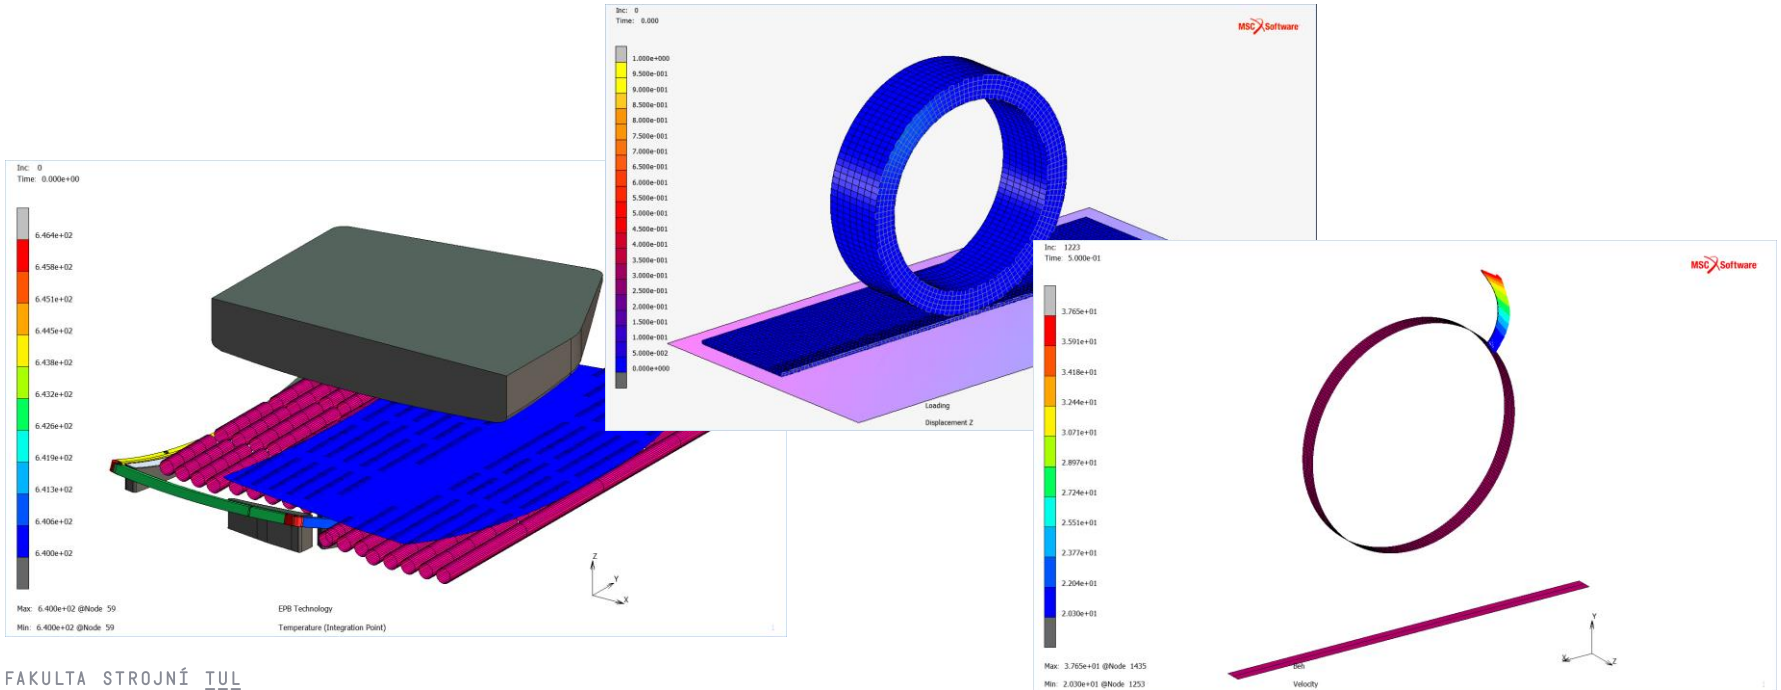 Inc: 0
Time: 0.000e+00
6.464e+02
6.458e+02
6.451e+02
6.445e+02
6.438e+02
6.432e+02
6.426e+02
6.419e+02
6.413e+02
6.406e+02
6.400e+02
Z
Y
X
Max: 6.400e+02 @Node 59
EPB Technology
Min: 6.400e+02 @Node 59
Temperature (Integration Point)
1
Inc: 0
Time: 0.000
MSC Software
1.000e+000
9.500e-001
9.000e-001
8.500e-001
8.000e-001
7.500e-001
7.000e-001
6.500e-001
6.000e-001
5.500e-001
5.000e-001
4.500e-001
4.000e-001
3.500e-001
3.000e-001
2.500e-001
2.000e-001
1.500e-001
1.000e-001
5.000e-002
0.000e+000
Loading
Displacement Z
Inc: 1223
Time: 5.000e-01
MSC Software
3.765e+01
3.591e+01
3.418e+01
3.244e+01
3.071e+01
2.897e+01
2.724e+01
2.551e+01
2.377e+01
2.204e+01
2.030e+01
Y
X
Z
Max: 3.765e+01 @Node 1435
Beh
Min: 2.030e+01 @Node 1253
Velocity
1
FAKULTA STROJNÍ TUL